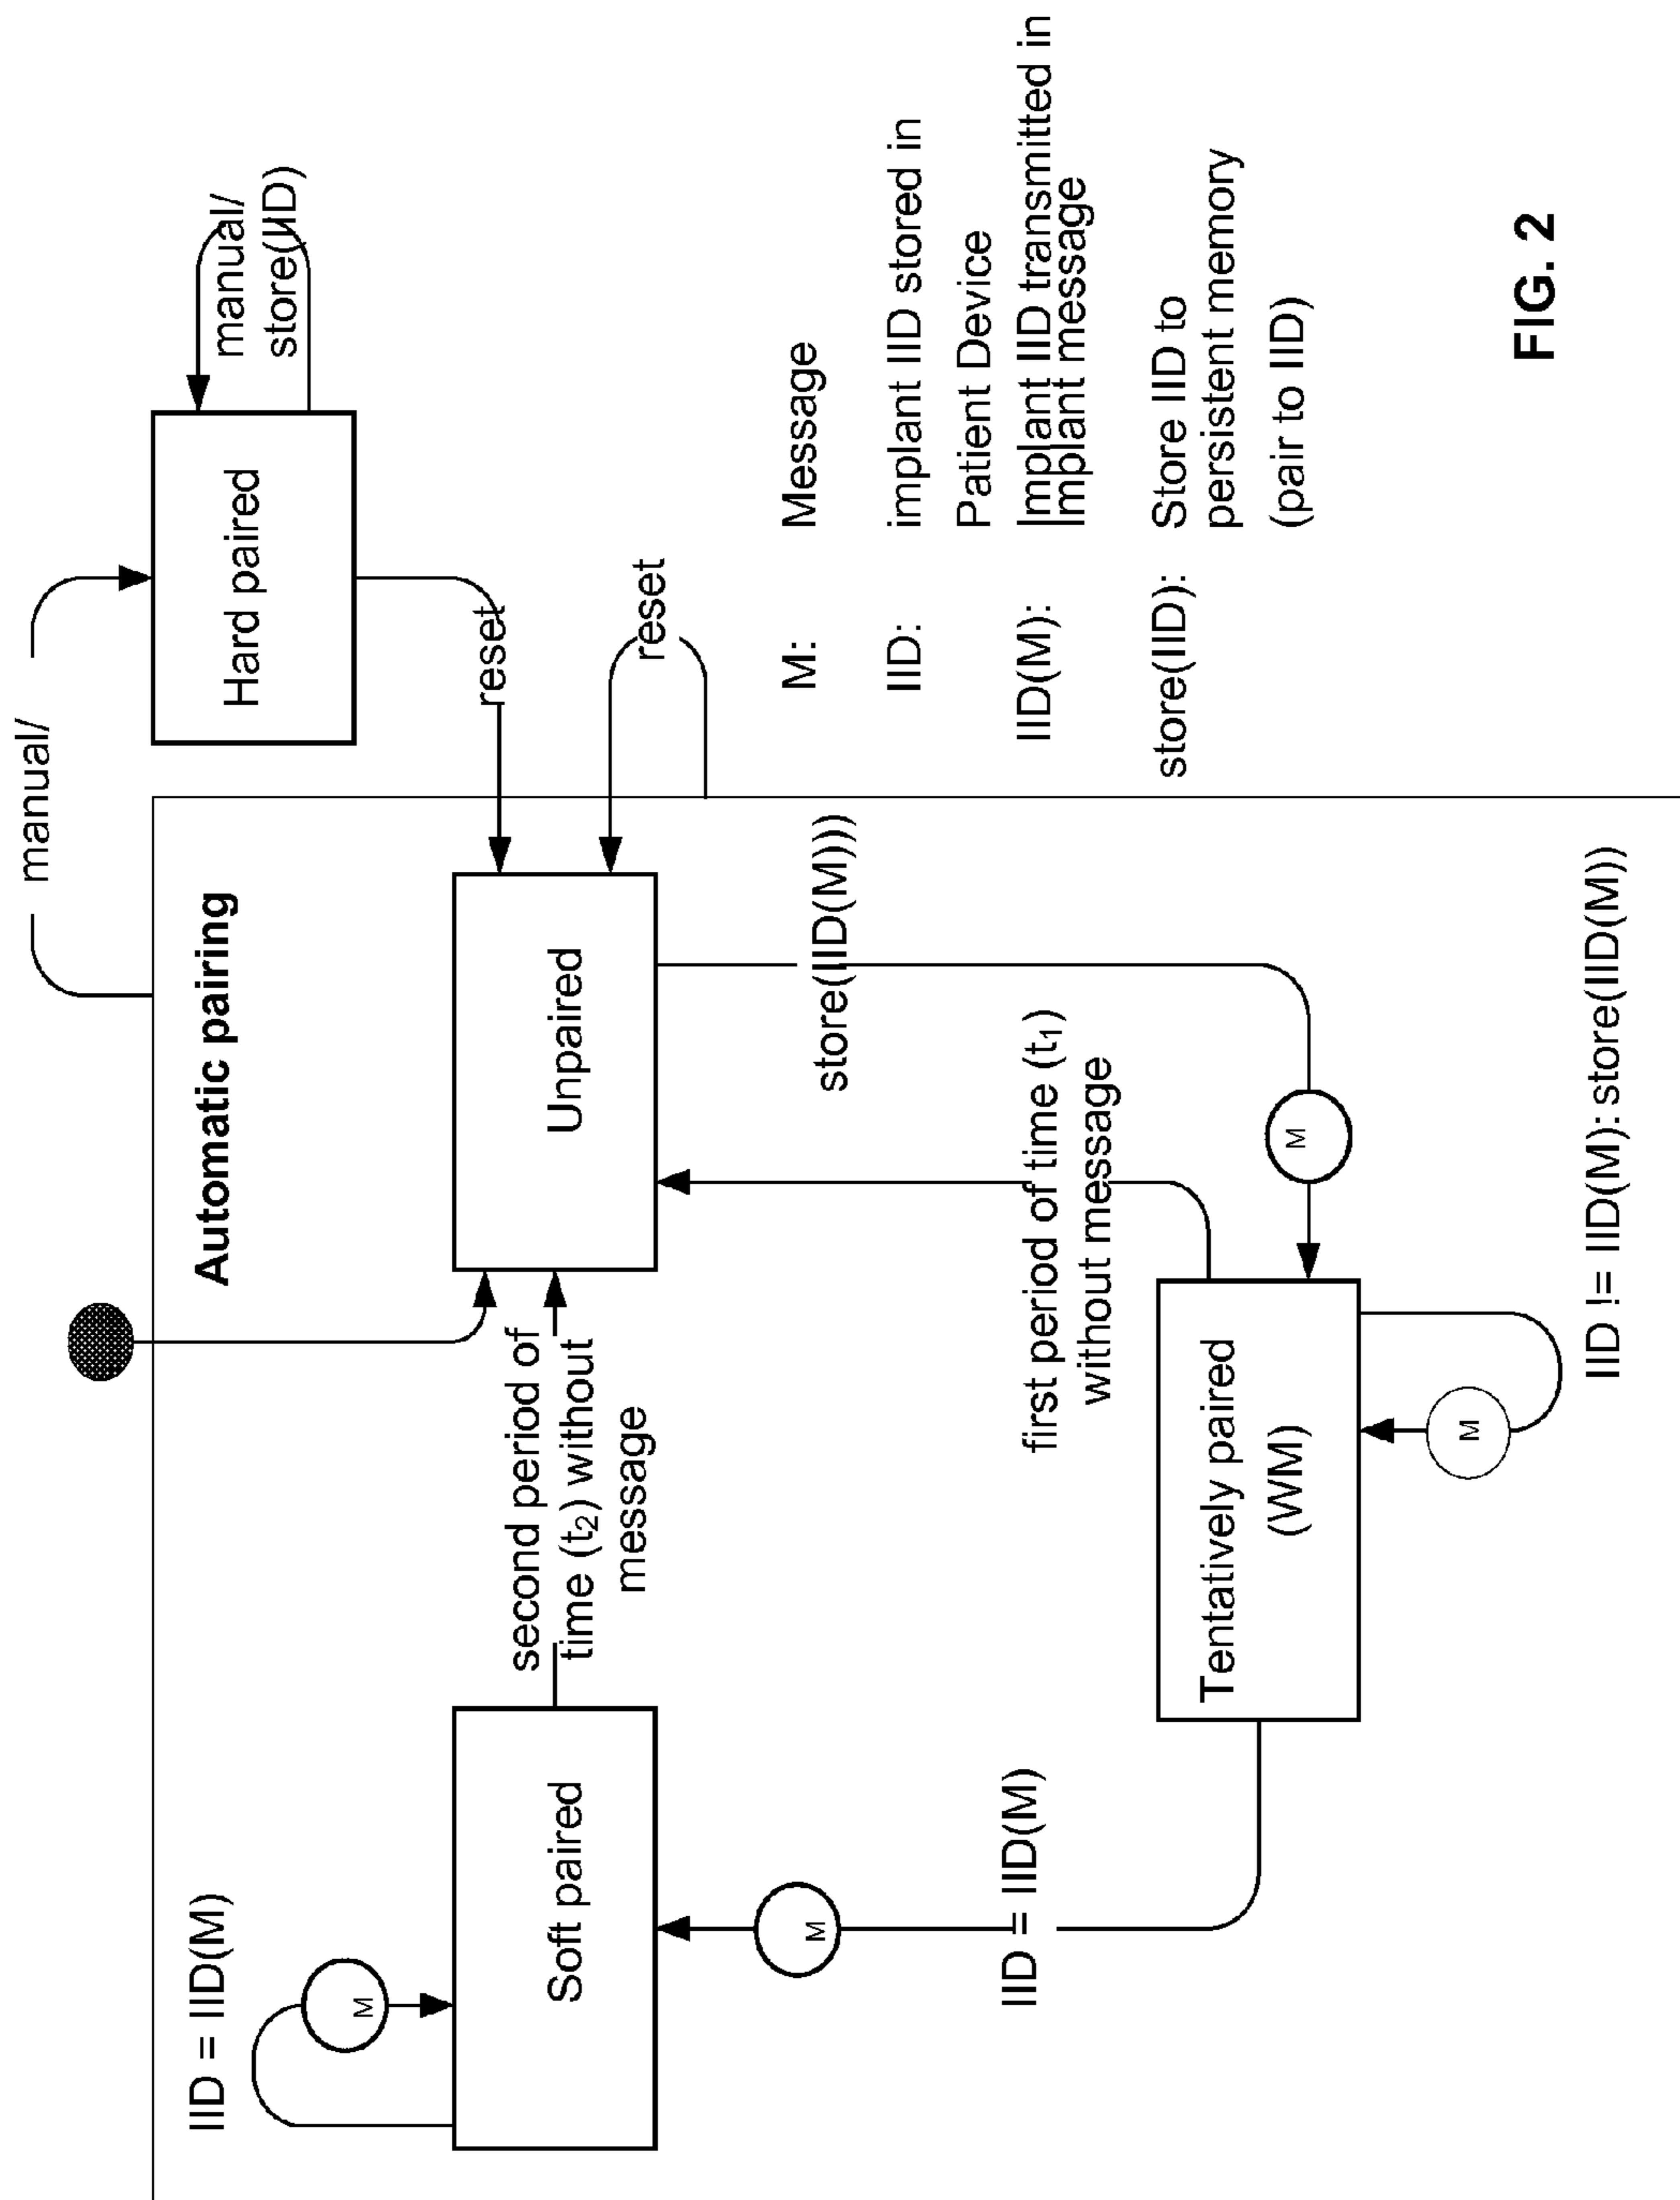 manual/
Automatic pairing
Hard paired
manual/
store(IID)
IID = IID(M)
M
Soft paired
second period of
time (t2) without
message
Unpaired
reset
reset
M
IID = IID(M)
store(IID(M)))
first period of time (t1)
without message
M
Tentatively paired
(WM)
M
IID != IID(M): store(IID(M))
M: Message
IID: implant IID stored in
Patient Device
IID(M): Implant IID transmitted in
Implant message
store(IID): Store IID to
persistent memory
(pair to IID)
FIG. 2